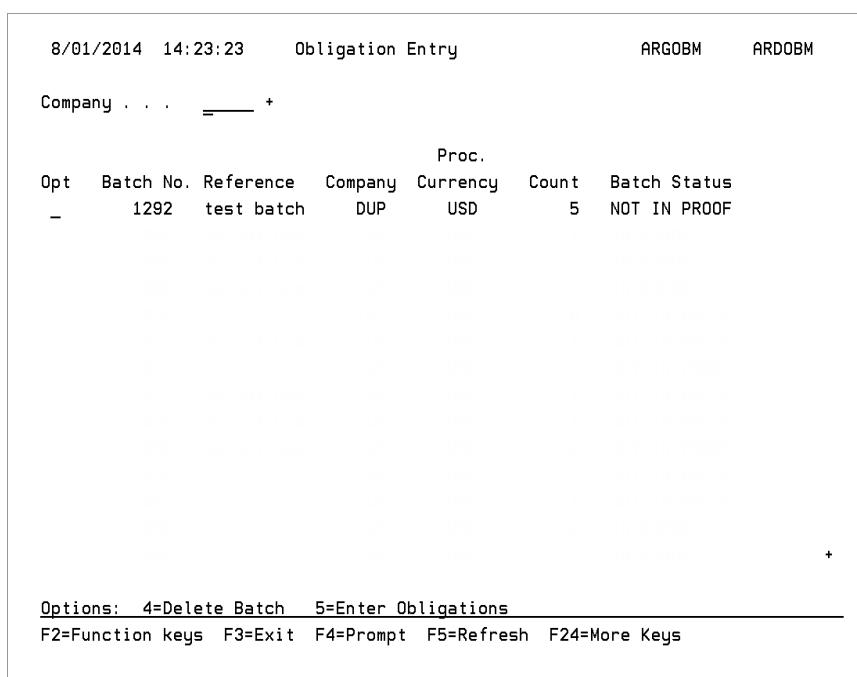 8/01/2014 14:23:23 Obligation Entry ARGOBM ARDOBM
Company . . . _____ +
Proc.
Opt Batch No. Reference Company Currency Count Batch Status
_ 1292 test batch DUP USD 5 NOT IN PROOF
+
Options: 4=Delete Batch 5=Enter Obligations
F2=Function keys F3=Exit F4=Prompt F5=Refresh F24=More Keys